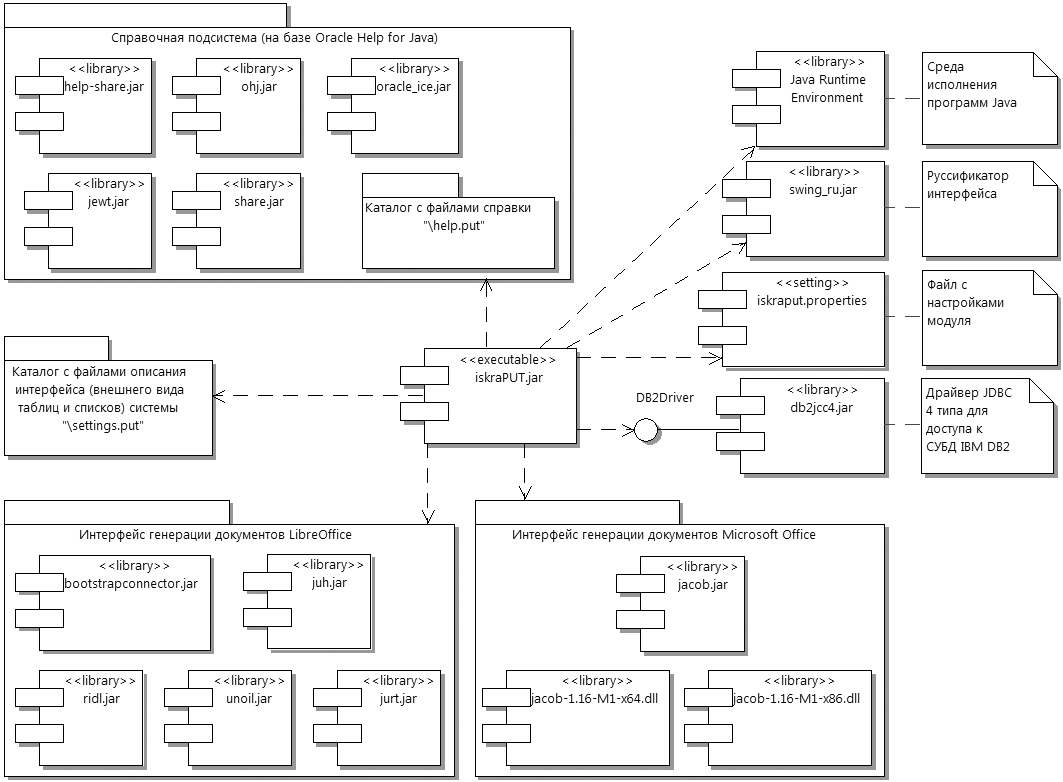 Справочная подсистема (на базе Oracle Help for Java)
<<library>>
help-share.jar
<<library>>
ohj.jar
<<library>>
oracle_ice.jar
<<library>>
jewt.jar
<<library>>
share.jar
Каталог с файлами справки
"\help.put"
<<library>>
Java Runtime
Environment
Среда
исполнения
программ Java
<<library>>
swing_ru.jar
Руссификатор
интерфейса
<<setting>>
iskraput.properties
Файл с
настройками
модуля
<<executable>>
iskraPUT.jar
Каталог с файлами описания
интерфейса (внешнего вида
таблиц и списков) системы
"\settings.put"
DB2Driver
<<library>>
db2jcc4.jar
Драйвер JDBC
4 типа для
доступа к
СУБД IBM DB2
Интерфейс генерации документов LibreOffice
<<library>>
bootstrapconnector.jar
<<library>>
juh.jar
<<library>>
ridl.jar
<<library>>
unoil.jar
<<library>>
jurt.jar
Интерфейс генерации документов Microsoft Office
<<library>>
jacob.jar
<<library>>
jacob-1.16-M1-x64.dll
<<library>>
jacob-1.16-M1-x86.dll